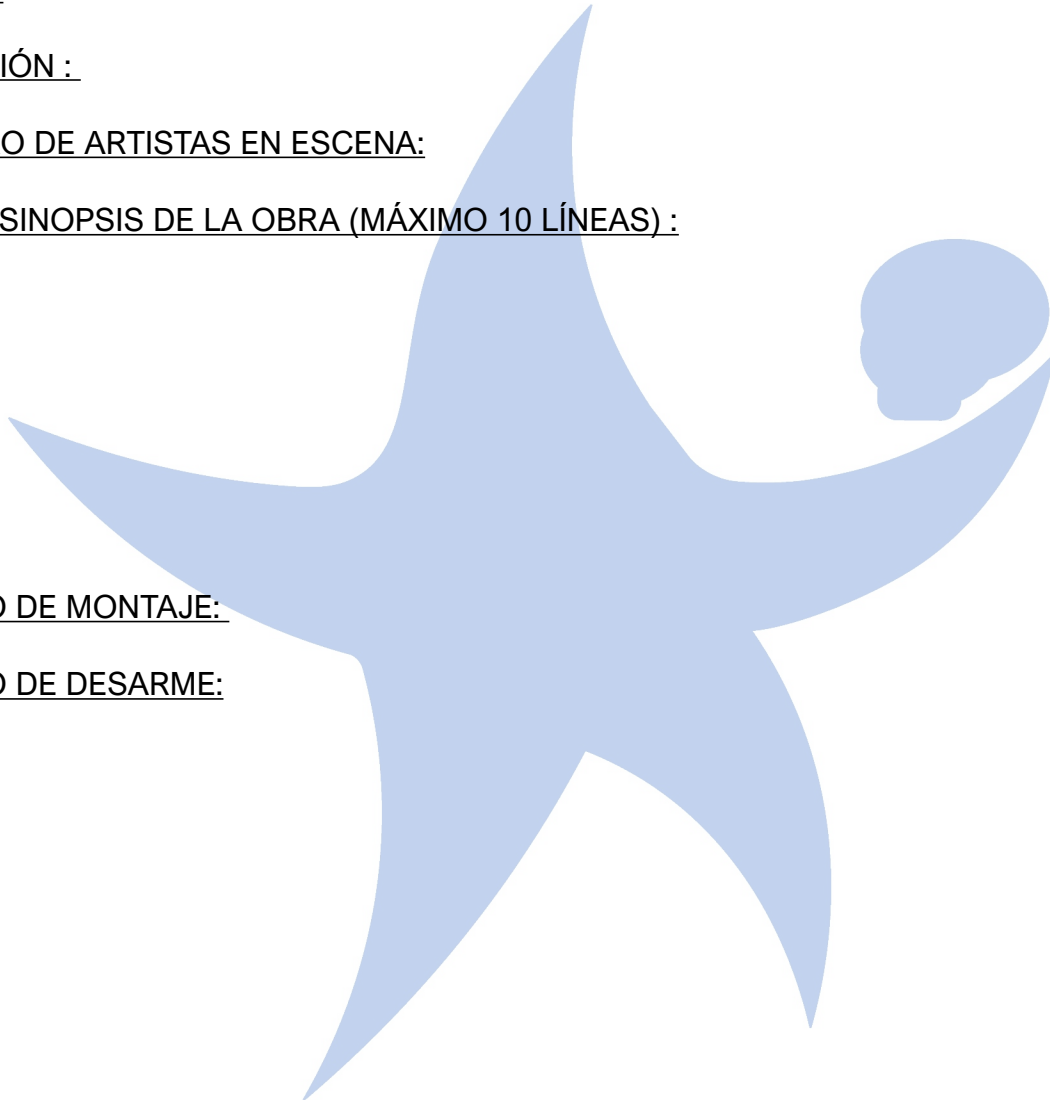 IÓN :
O DE ARTISTAS EN ESCENA:
SINOPSIS DE LA OBRA (MÁXIMO 10 LÍNEAS) :
O DE MONTAJE:
O DE DESARME: